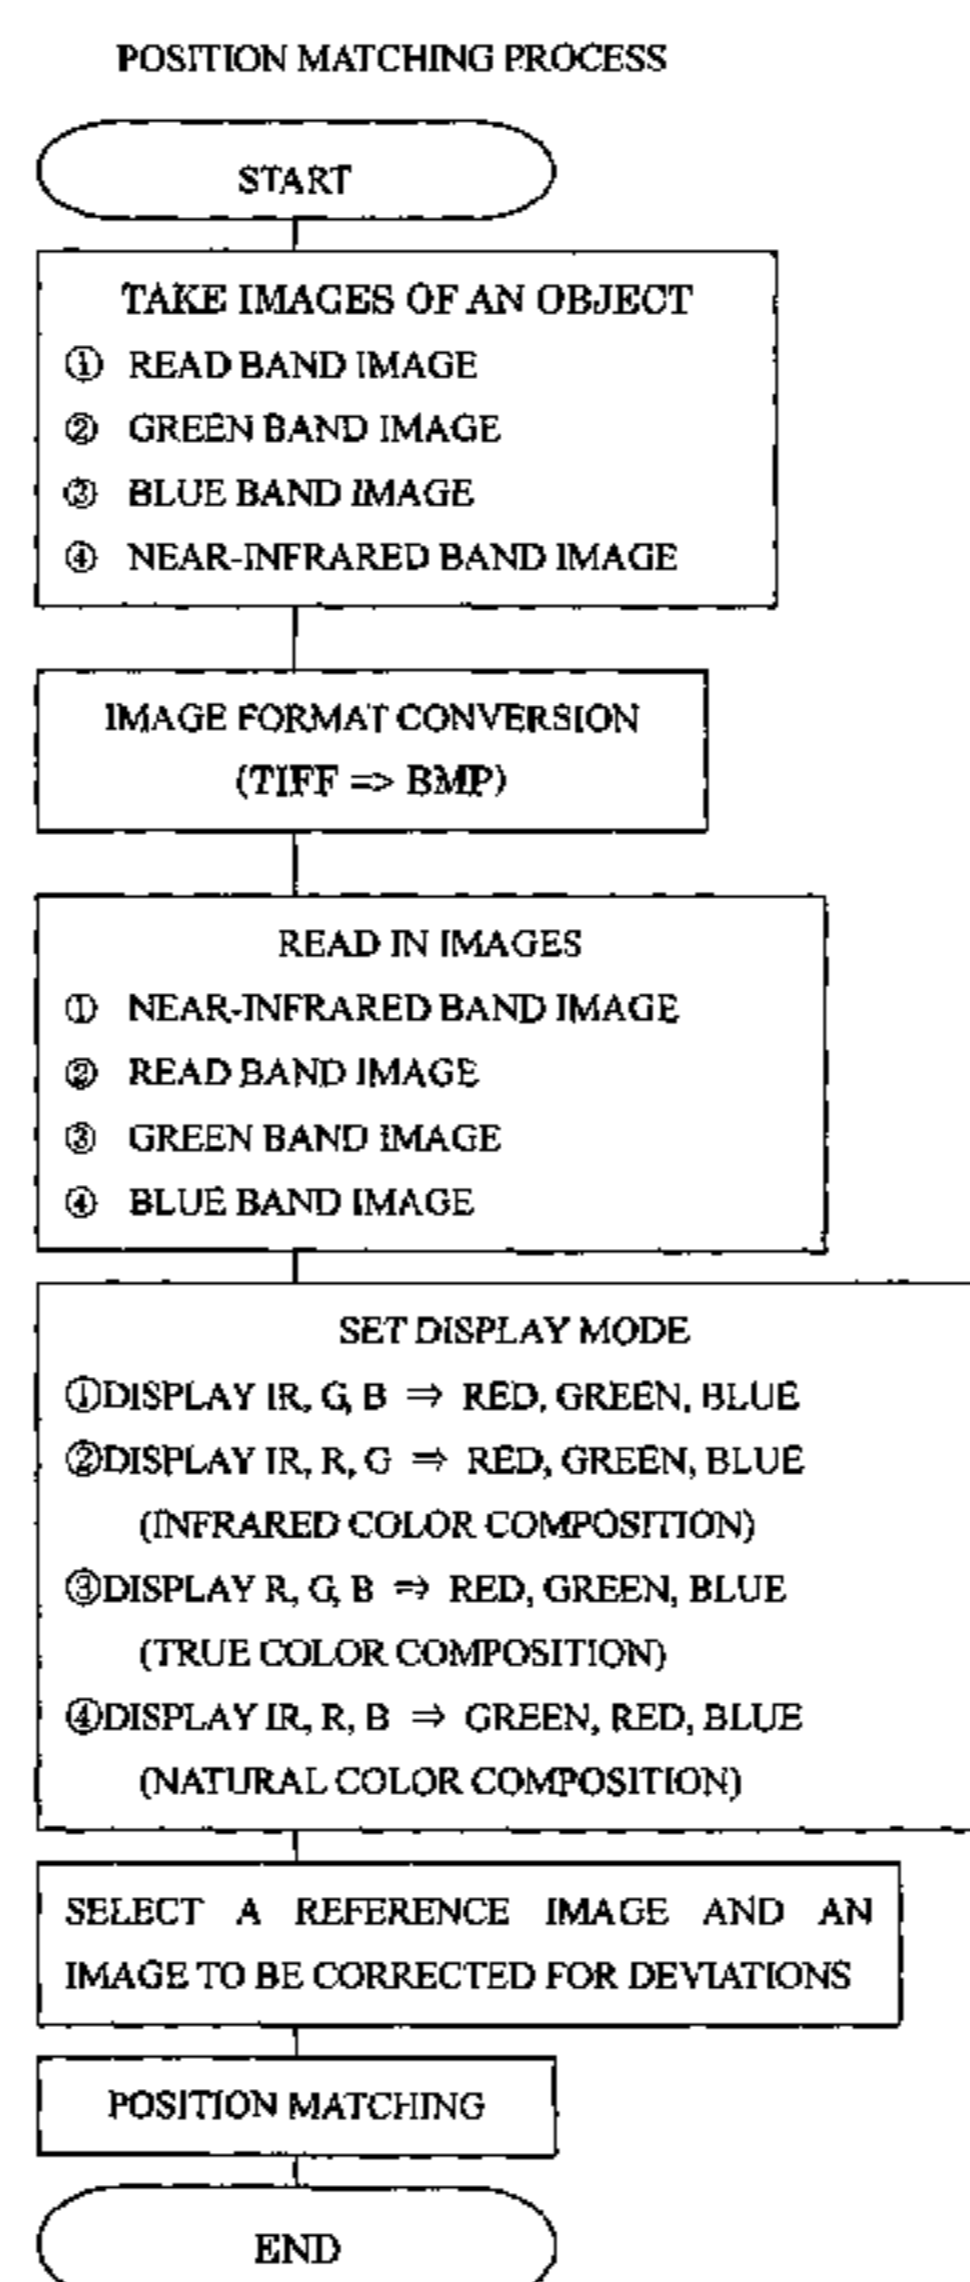 POSITION MATCHING PROCESS
START
TAKE IMAGES OF AN OBJECT
① READ BAND IMAGE
② GREEN BAND IMAGE
③ BLUE BAND IMAGE
④ NEAR-INFRARED BAND IMAGE
IMAGE FORMAT CONVERSION
(TIFF => BMP)
READ IN IMAGES
① NEAR-INFRARED BAND IMAGE
② READ BAND IMAGE
③ GREEN BAND IMAGE
④ BLUE BAND IMAGE
SET DISPLAY MODE
①DISPLAY IR, G, B ⇒ RED, GREEN, BLUE
②DISPLAY IR, R, G ⇒ RED, GREEN, BLUE
(INFRARED COLOR COMPOSITION)
③DISPLAY R, G, B ⇒ RED, GREEN, BLUE
(TRUE COLOR COMPOSITION)
④DISPLAY IR, R, B ⇒ GREEN, RED, BLUE
(NATURAL COLOR COMPOSITION)
SELECT A REFERENCE IMAGE AND AN
IMAGE TO BE CORRECTED FOR DEVIATIONS
POSITION MATCHING
END